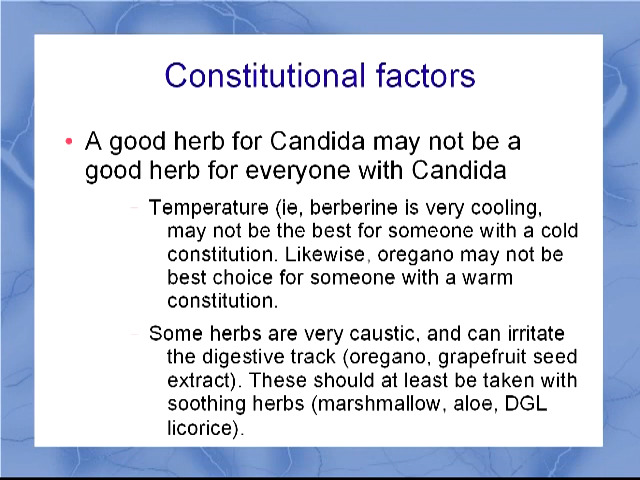 Constitutional factors
• A good herb for Candida may not be a
good herb for everyone with Candida
– Temperature (ie, berberine is very cooling,
may not be the best for someone with a cold
constitution. Likewise, oregano may not be
best choice for someone with a warm
constitution.
– Some herbs are very caustic, and can irritate
the digestive track (oregano, grapefruit seed
extract). These should at least be taken with
soothing herbs (marshmallow, aloe, DGL
licorice).